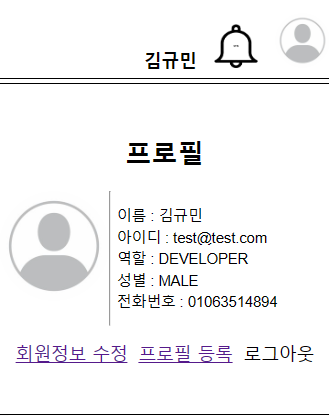 김규민
프로필
이름 : 김규민
아이디 : test@test.com
역할 : DEVELOPER
성별 : MALE
전화번호 : 01063514894
회원정보 수정 프로필 등록 로그아웃